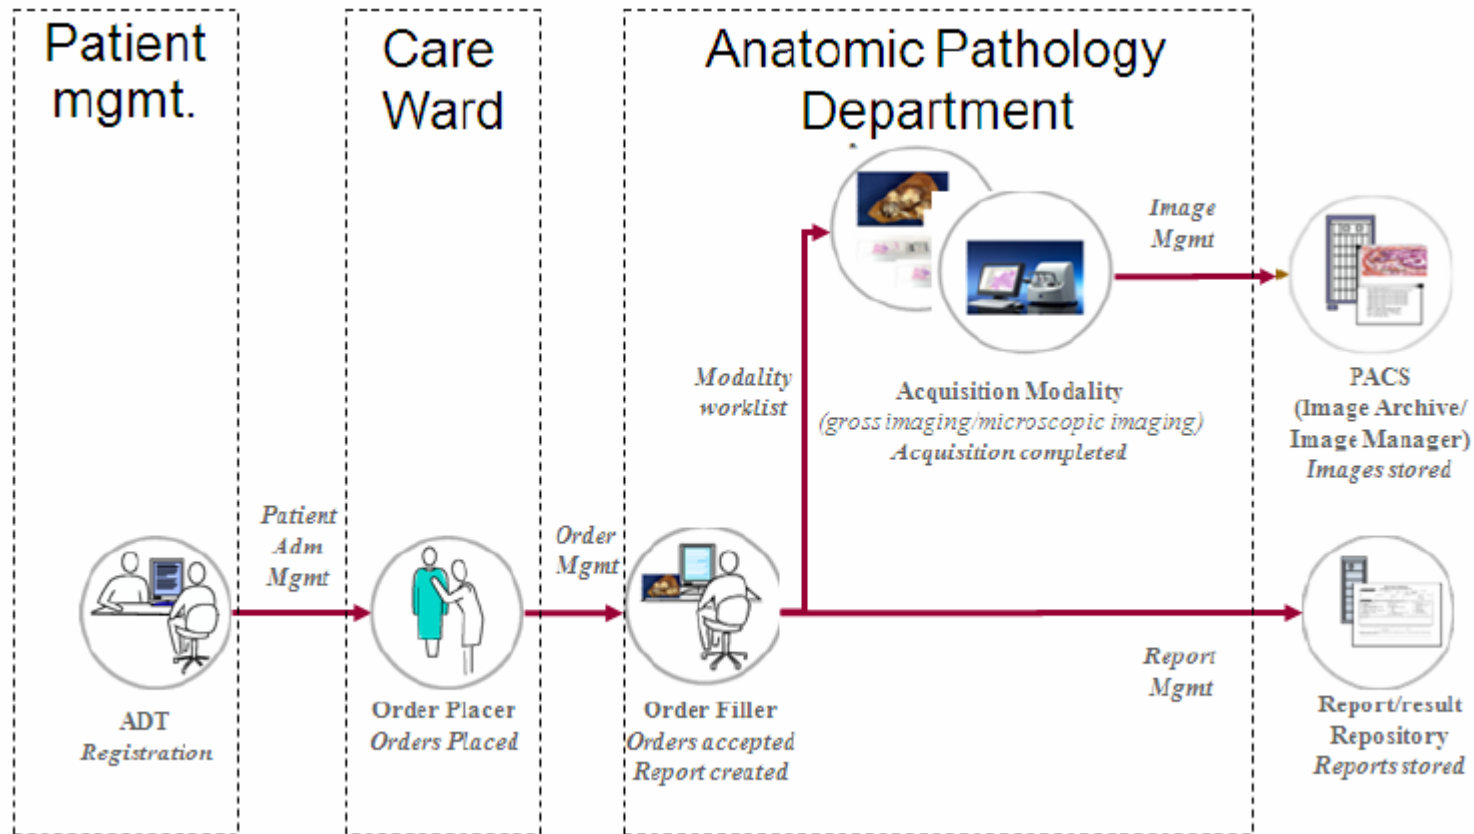 Patient
mgmt.
Care
Ward
Anatomic Pathology
Department
Image
Mgmt
Modality
worklist
Acquisition Modality
(gross imaging/microscopic imaging)
Acquisition completed
PACS
(Image Archive/
Image Manager)
Images stored
Patient
Adm
Mgmt
Order
Mgmt
ADT
Registration
Order Placer
Orders Placed
Order Filler
Orders accepted
Report created
Report
Mgmt
Report/result
Repository
Reports stored